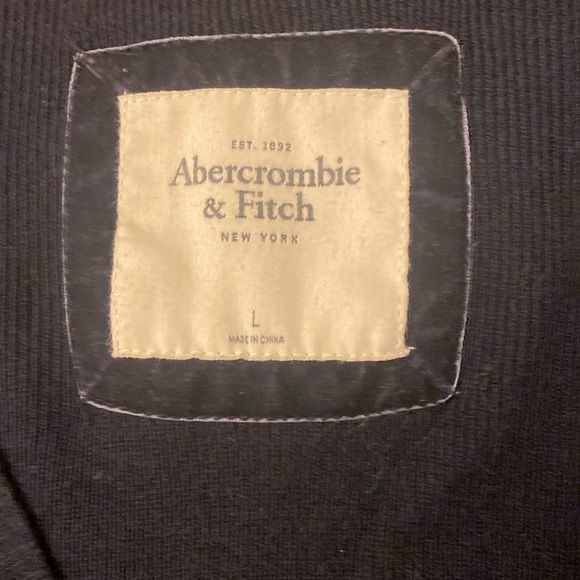 EST. 1892
Abercrombie
& Fitch
NEW YORK
L
MADE IN CHINA